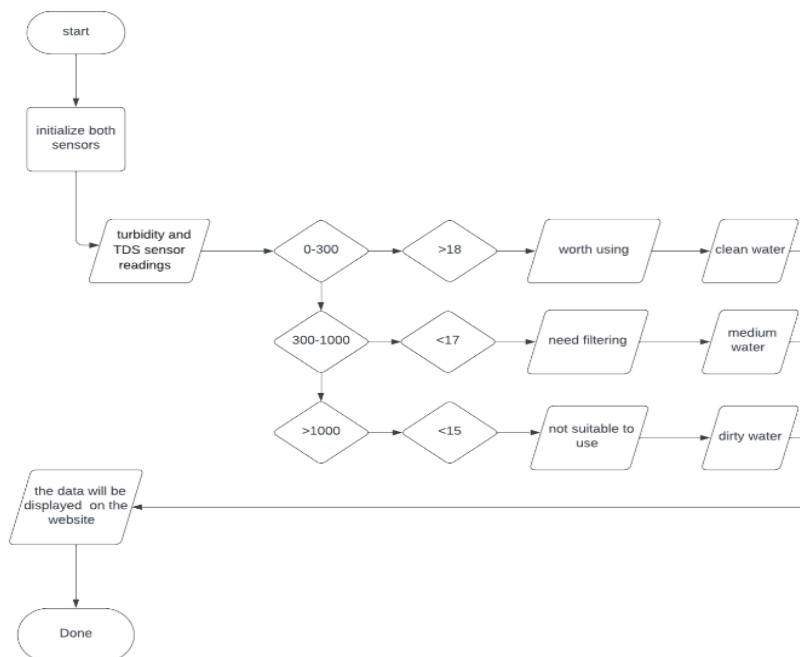 start
initialize both
sensors
turbidity and
TDS sensor
readings
0-300
>18
worth using
clean water
300-1000
<17
need filtering
medium
water
>1000
<15
not suitable to
use
dirty water
the data will be
displayed on the
website
Done